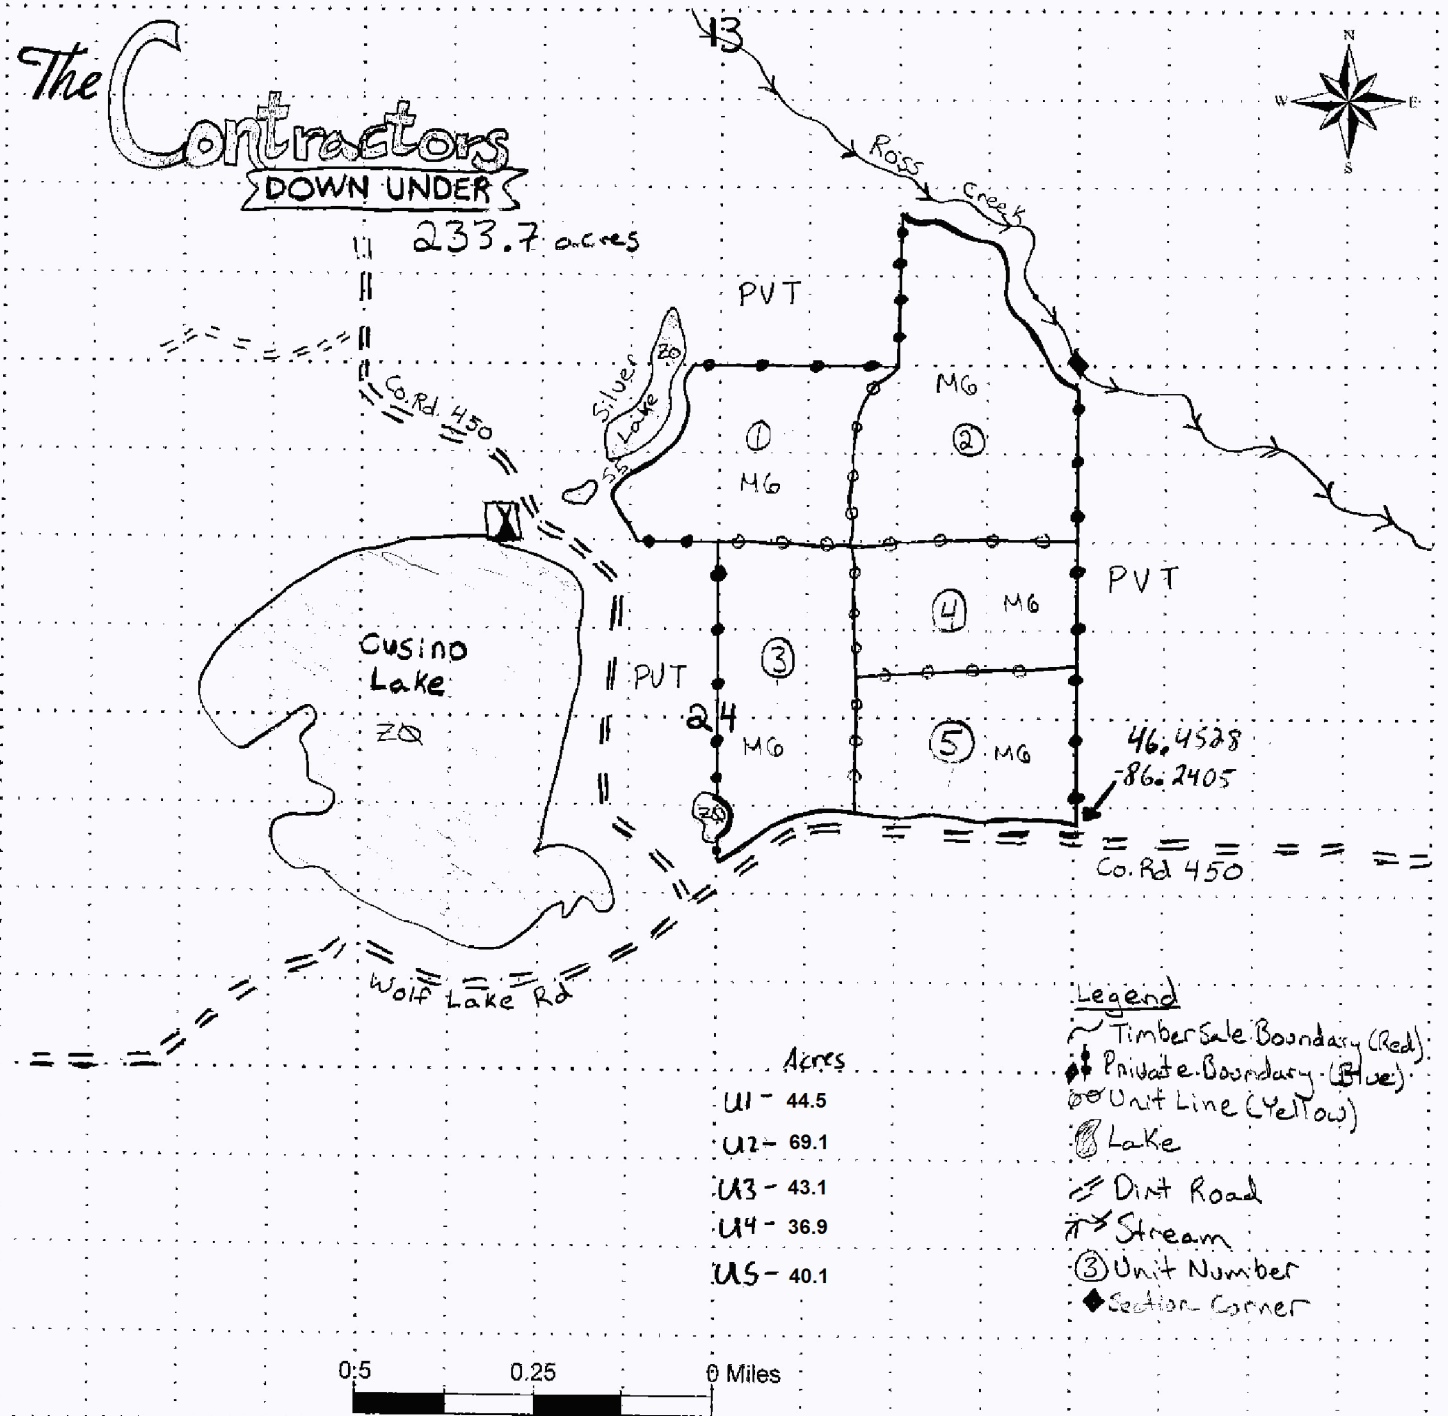 The Contractors
DOWN UNDER
233.7 acres
13
N
W
E
S
Ross Creek
PVT
ZO
Silver Lake
SS
MG
1
MG
2
Co. Rd. 450
Cusino
Lake
ZO
PVT
3
24
MG
ZO
4
MG
PVT
5
MG
46.4528
-86.2405
Co. Rd 450
Wolf Lake Rd
Acres
U1 - 44.5
U2 - 69.1
U3 - 43.1
U4 - 36.9
U5 - 40.1
Legend
Timber Sale Boundary (Red)
Private Boundary (Blue)
Unit Line (Yellow)
Lake
Dirt Road
Stream
3 Unit Number
Section Corner
0.5 0.25 0 Miles